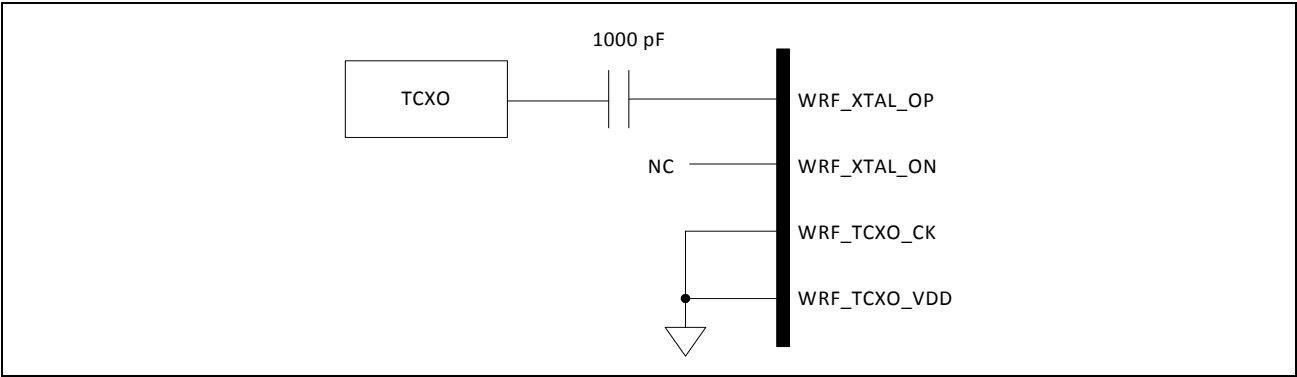 1000 pF
TCXO
WRF_XTAL_OP
NC
WRF_XTAL_ON
WRF_TCXO_CK
WRF_TCXO_VDD